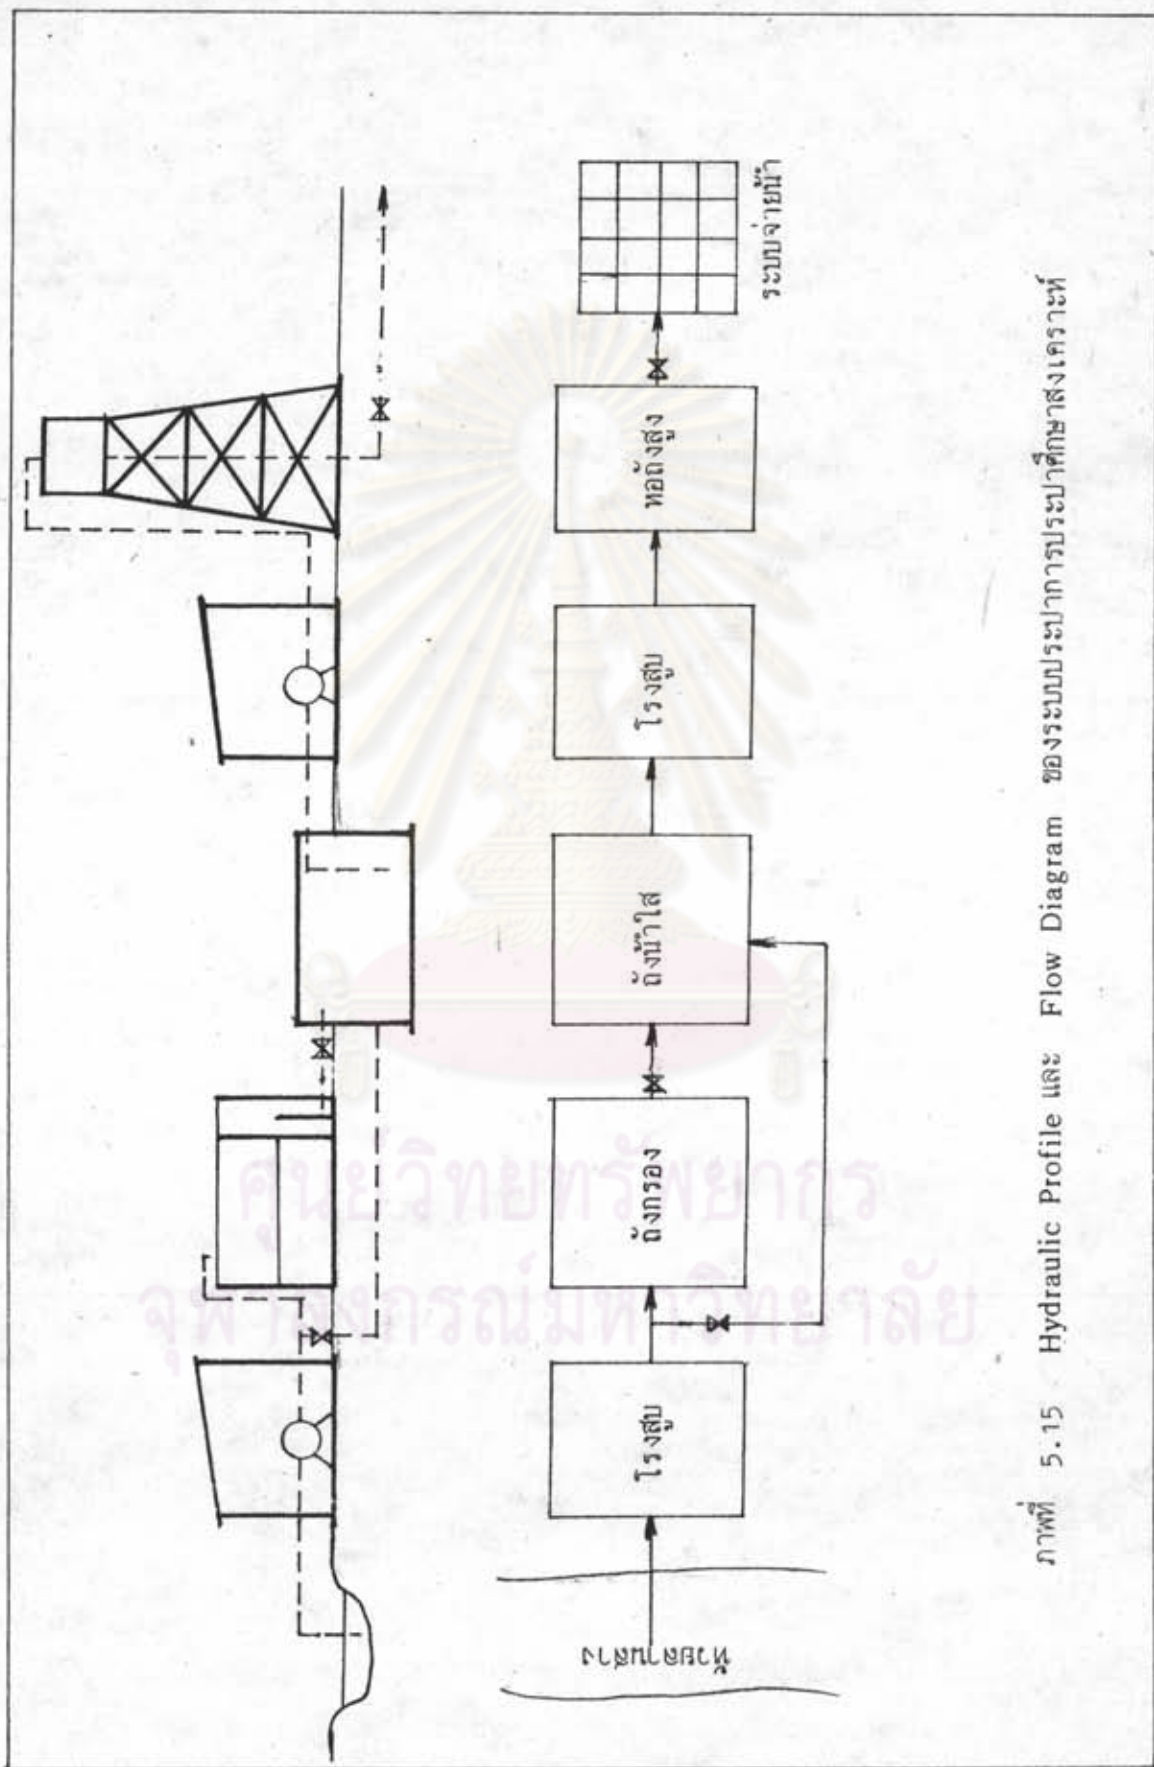 ห้วยลานสาง
โรงสูบ
ถังกรอง
ถังน้ำใส
โรงสูบ
หอถังสูง
ระบบจ่ายน้ำ
ศูนย์วิทยทรัพยากร
จุฬาลงกรณ์มหาวิทยาลัย
ภาพที่ 5.15 Hydraulic Profile และ Flow Diagram ของระบบประปาการประปาศึกษาสงเคราะห์